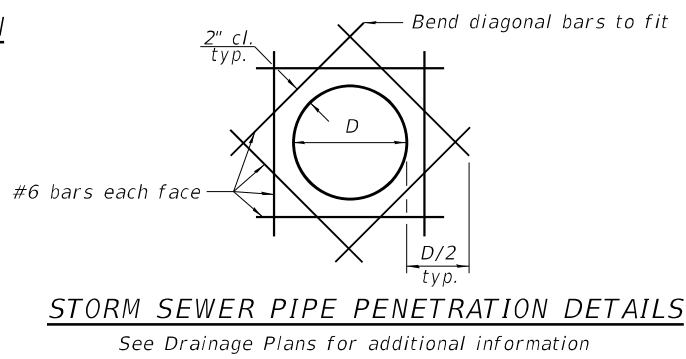 Bend diagonal bars to fit
2" cl.
typ.
D
#6 bars each face
D/2
typ.
STORM SEWER PIPE PENETRATION DETAILS
See Drainage Plans for additional information